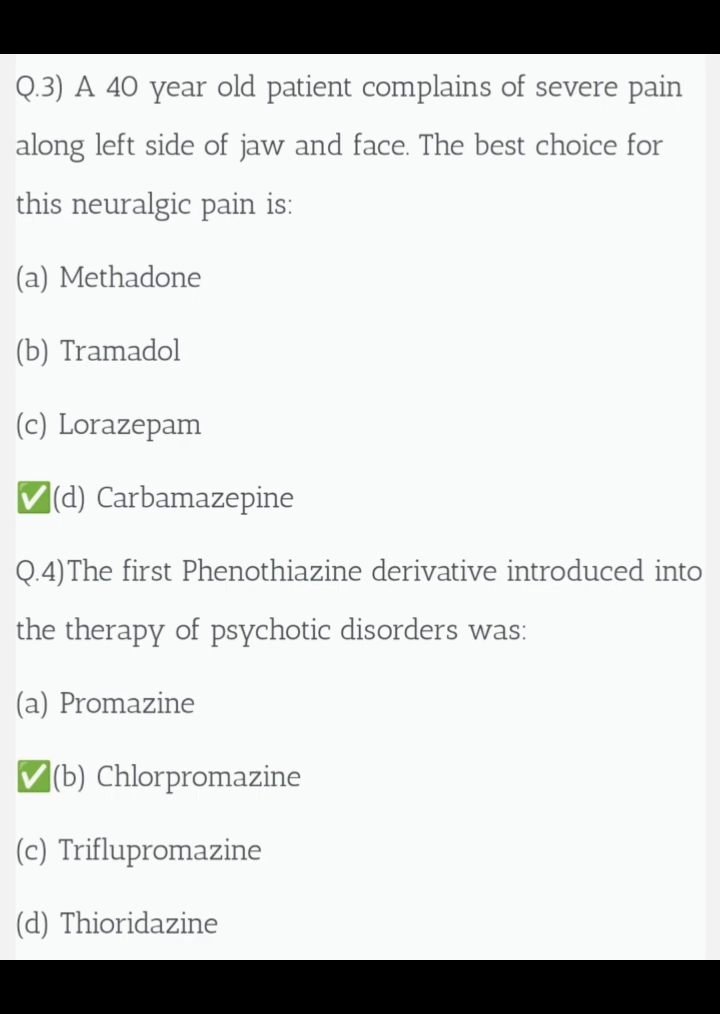 Q.3) A 40 year old patient complains of severe pain
along left side of jaw and face. The best choice for
this neuralgic pain is:
(a) Methadone
(b) Tramadol
(c) Lorazepam
✅(d) Carbamazepine
Q.4)The first Phenothiazine derivative introduced into
the therapy of psychotic disorders was:
(a) Promazine
✅(b) Chlorpromazine
(c) Triflupromazine
(d) Thioridazine